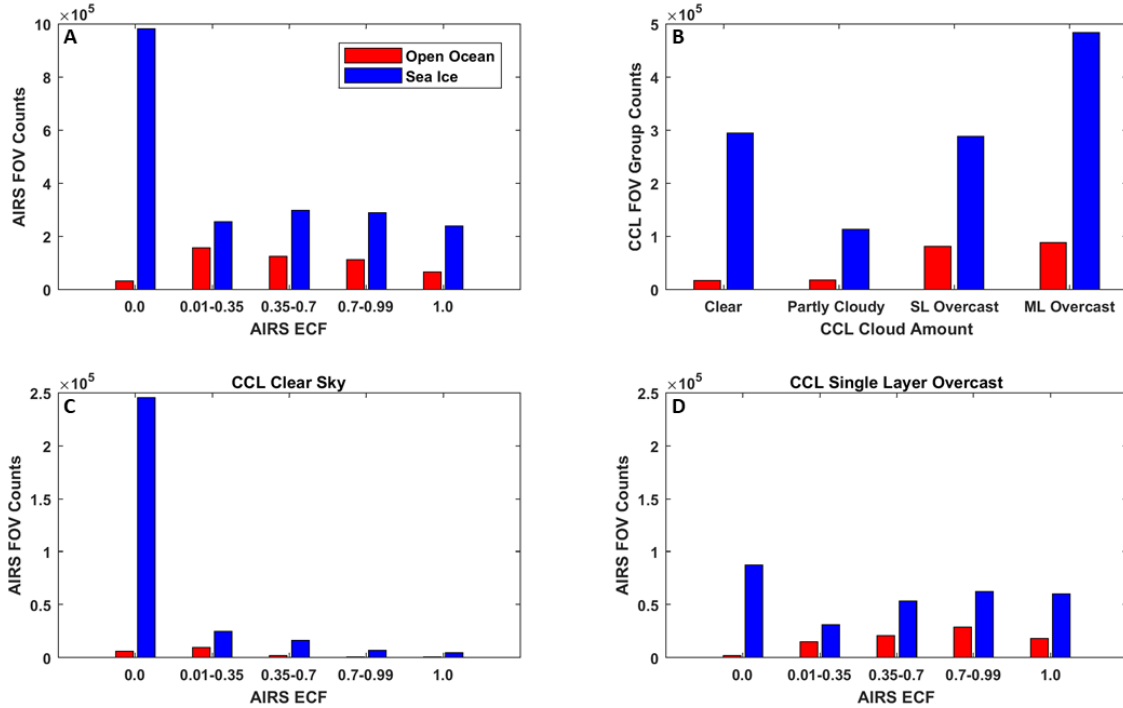 ×10^5
A
10
8
6
4
2
0
AIRS FOV Counts
Open Ocean
Sea Ice
0.0 0.01-0.35 0.35-0.7 0.7-0.99 1.0
AIRS ECF
×10^5
B
5
4
3
2
1
0
CCL FOV Group Counts
Clear Partly Cloudy SL Overcast ML Overcast
CCL Cloud Amount
CCL Clear Sky
×10^5
C
2.5
2
1.5
1
0.5
0
AIRS FOV Counts
0.0 0.01-0.35 0.35-0.7 0.7-0.99 1.0
AIRS ECF
CCL Single Layer Overcast
×10^5
D
2.5
2
1.5
1
0.5
0
AIRS FOV Counts
0.0 0.01-0.35 0.35-0.7 0.7-0.99 1.0
AIRS ECF